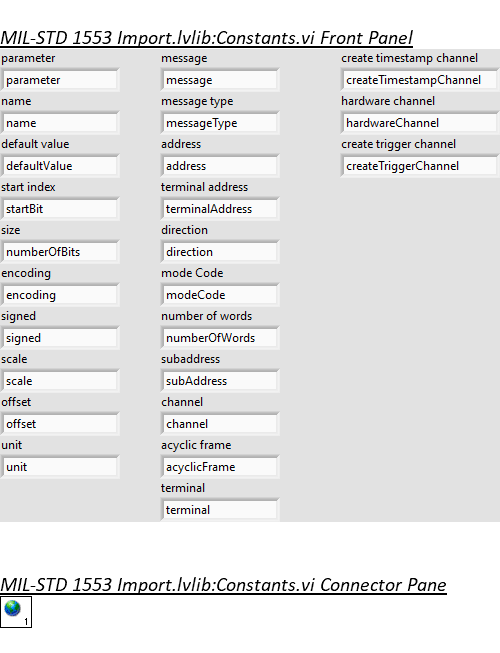 MIL-STD 1553 Import.lvlib:Constants.vi Front Panel
parameter
parameter
name
name
default value
defaultValue
start index
startBit
size
numberOfBits
encoding
encoding
signed
signed
scale
scale
offset
offset
unit
unit
message
message
message type
messageType
address
address
terminal address
terminalAddress
direction
direction
mode Code
modeCode
number of words
numberOfWords
subaddress
subAddress
channel
channel
acyclic frame
acyclicFrame
terminal
terminal
create timestamp channel
createTimestampChannel
hardware channel
hardwareChannel
create trigger channel
createTriggerChannel
MIL-STD 1553 Import.lvlib:Constants.vi Connector Pane
1